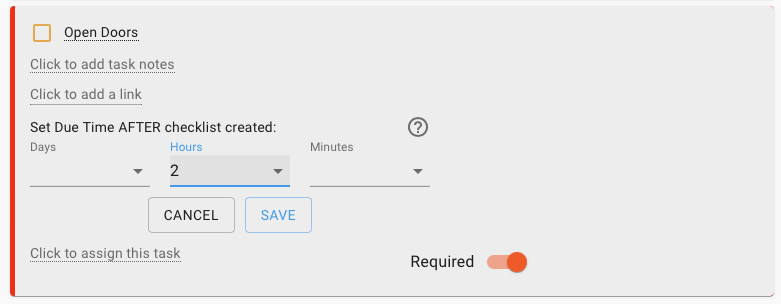 Open Doors
Click to add task notes
Click to add a link
Set Due Time AFTER checklist created:
Days Hours Minutes
2
CANCEL SAVE
Click to assign this task
Required